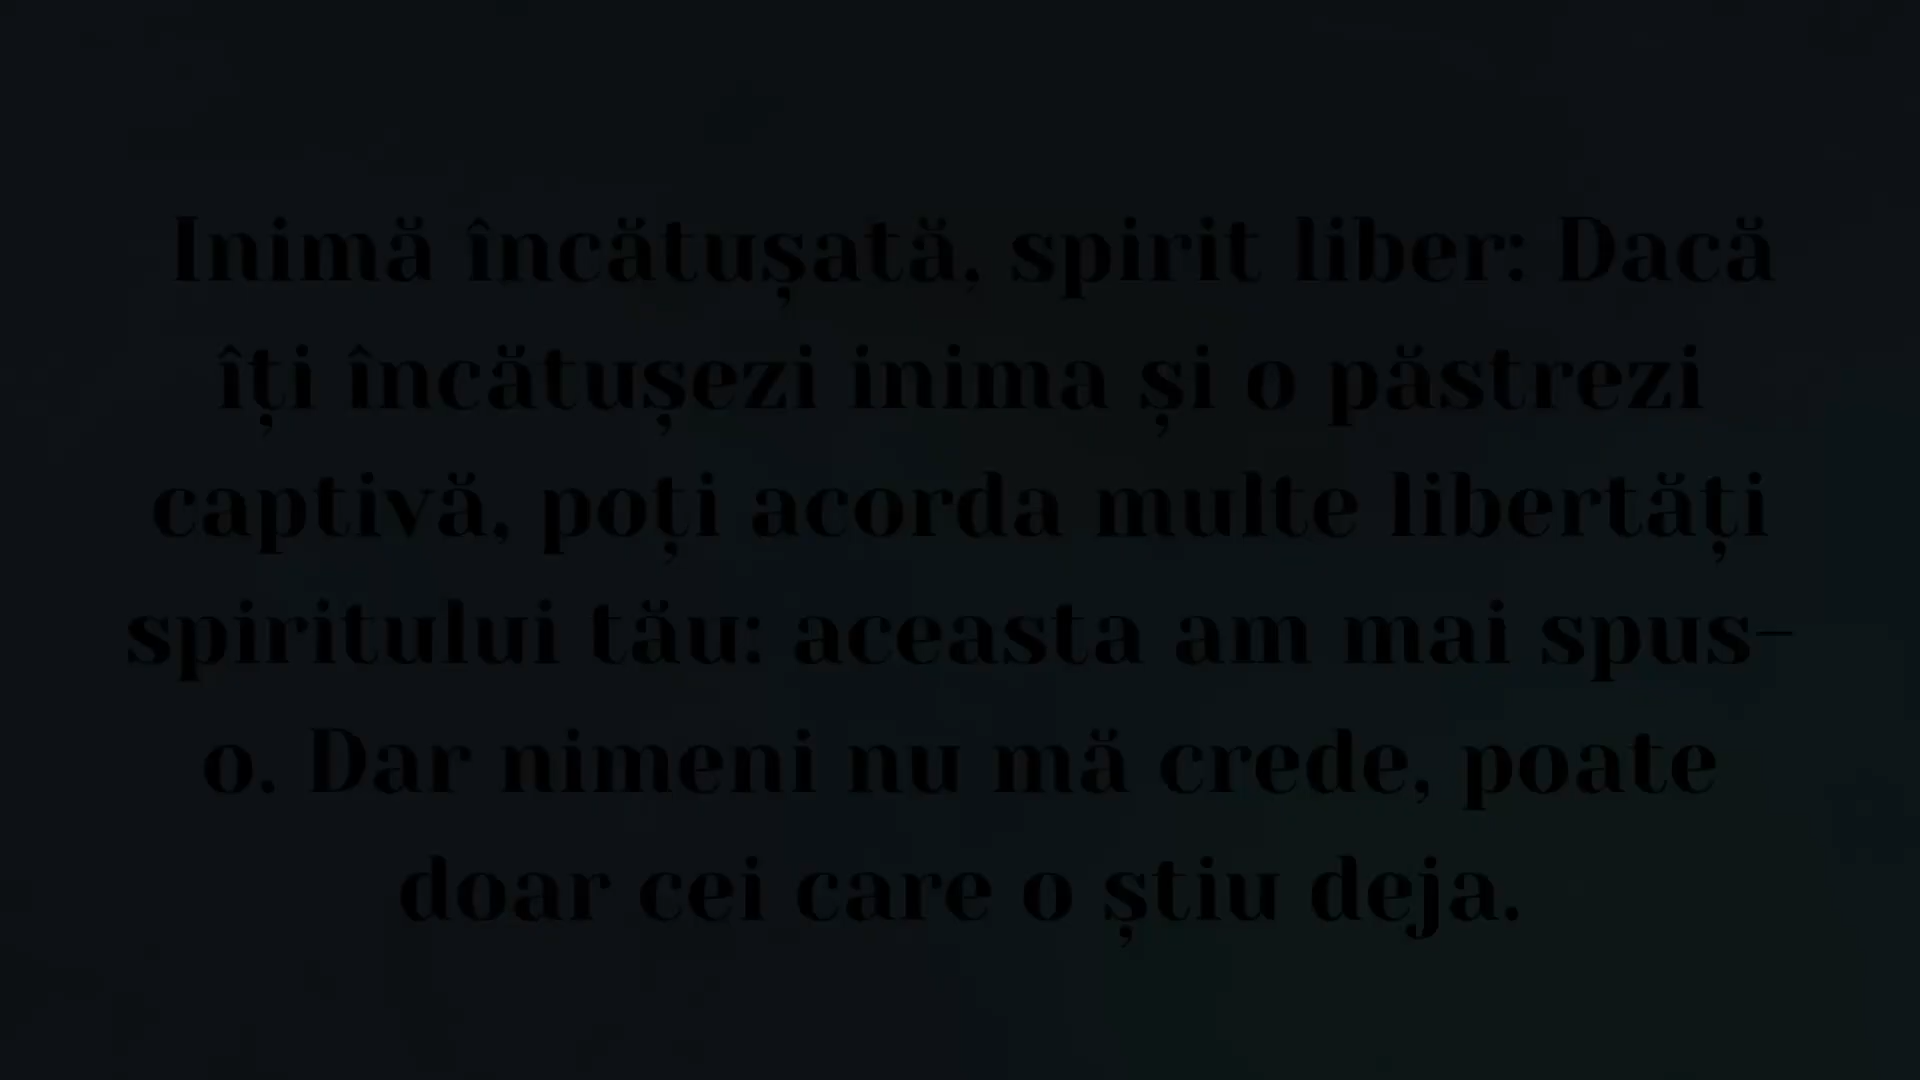 Inimă încătușată, spirit liber: Dacă
îți încătușezi inima și o păstrezi
captivă, poți acorda multe libertăți
spiritului tău: aceasta am mai spus-
o. Dar nimeni nu mă crede, poate
doar cei care o știu deja.